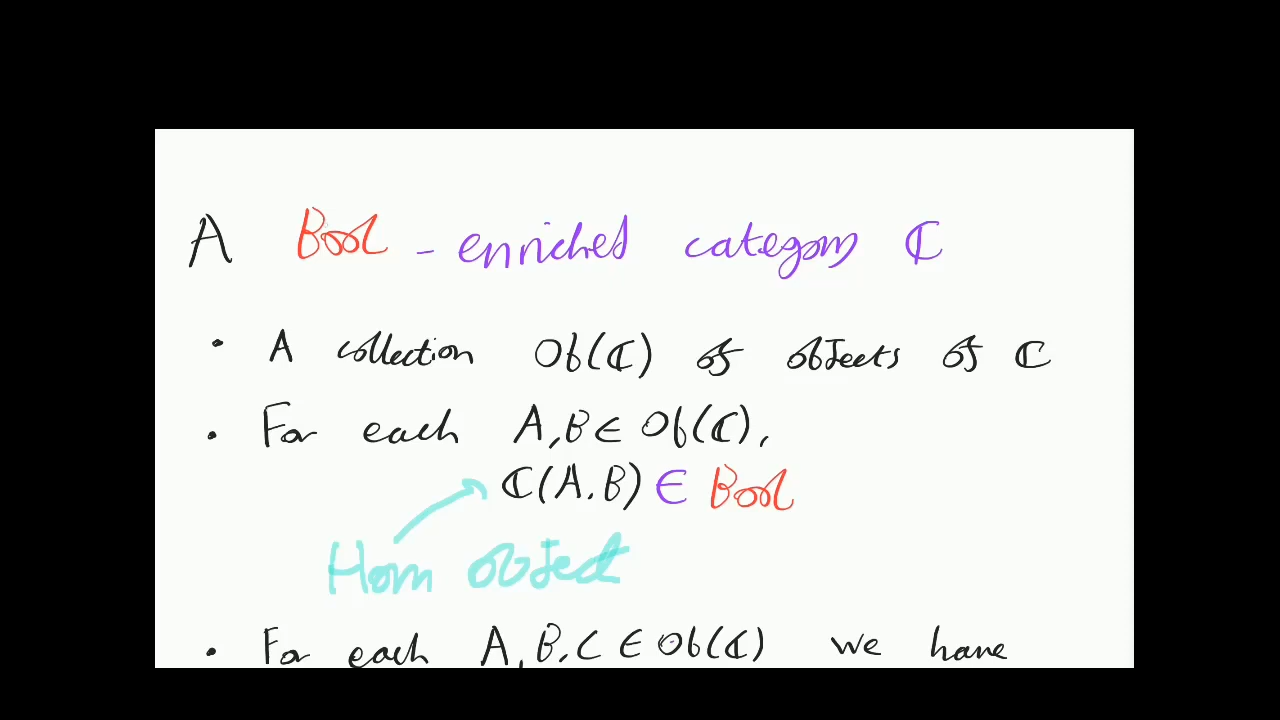 A Bool - enriched category ℂ
• A collection Ob(ℂ) of objects of ℂ
• For each A,B ∈ Ob(ℂ),
ℂ(A,B) ∈ Bool
Hom object
• For each A,B,C ∈ Ob(ℂ) we have